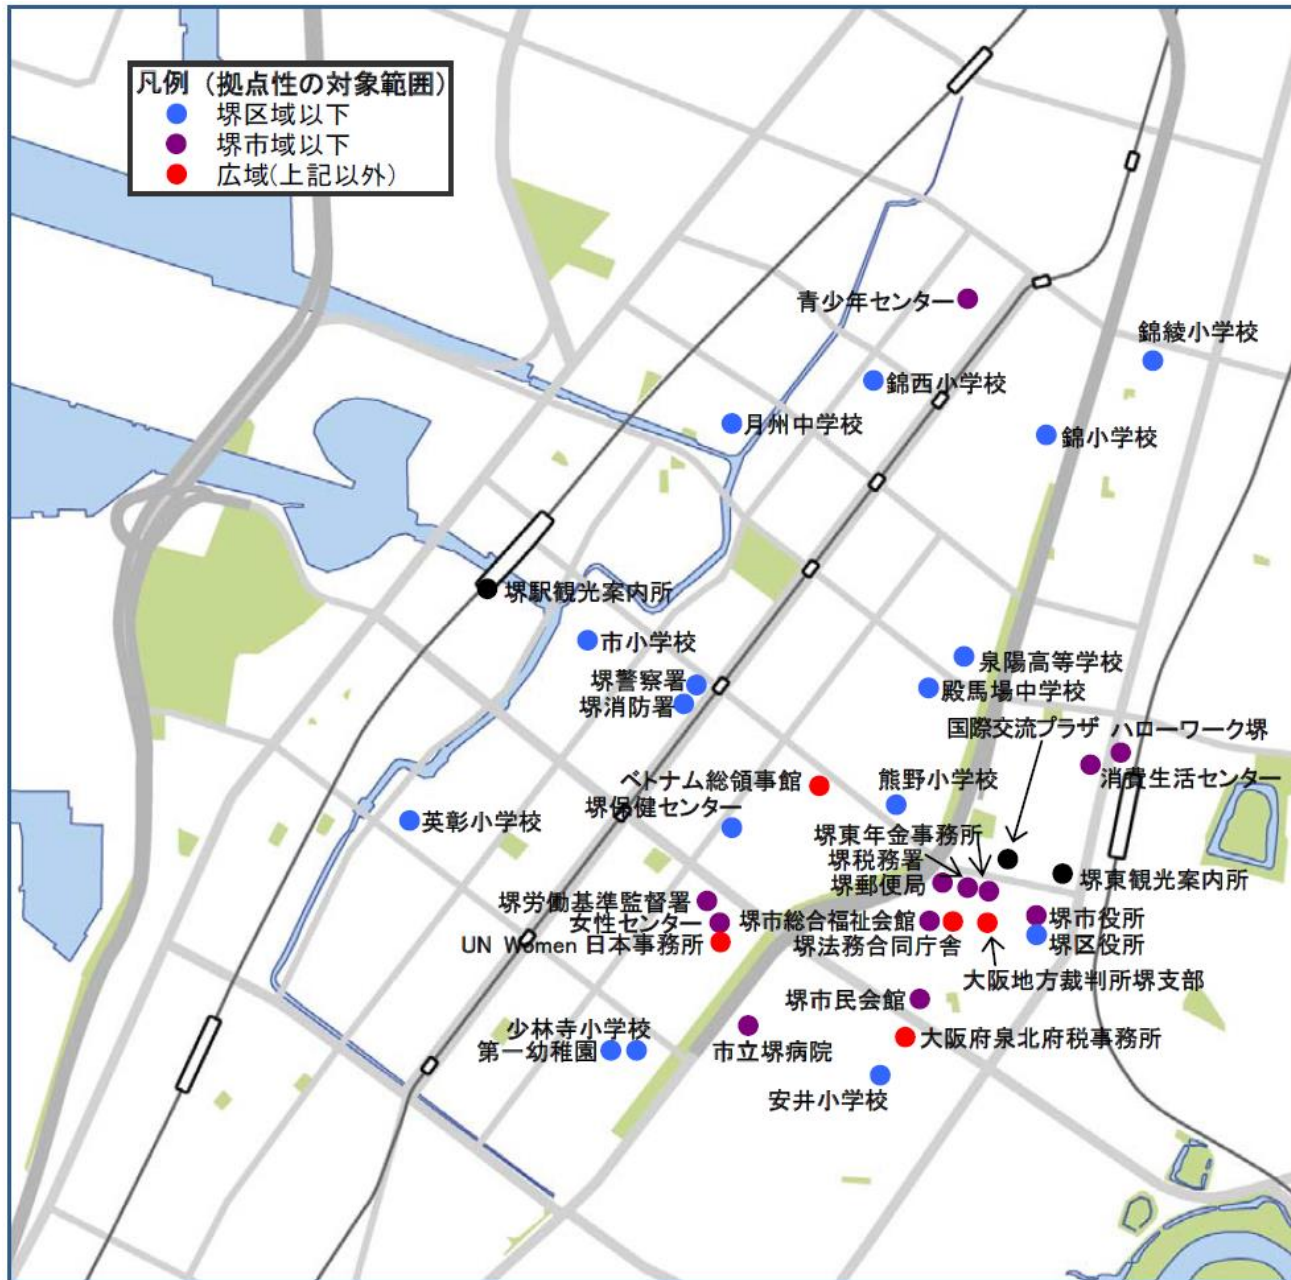 凡例（拠点性の対象範囲）
堺区域以下
堺市域以下
広域(上記以外)
青少年センター
錦綾小学校
錦西小学校
月州中学校
錦小学校
堺駅観光案内所
市小学校
泉陽高等学校
堺警察署
殿馬場中学校
堺消防署
国際交流プラザ
ハローワーク堺
消費生活センター
ベトナム総領事館
熊野小学校
堺保健センター
英彰小学校
堺東年金事務所
堺税務署
堺郵便局
堺東観光案内所
堺労働基準監督署
女性センター
堺市総合福祉会館
堺市役所
UN Women 日本事務所
堺法務合同庁舎
堺区役所
大阪地方裁判所堺支部
堺市民会館
少林寺小学校
第一幼稚園
市立堺病院
大阪府泉北府税事務所
安井小学校